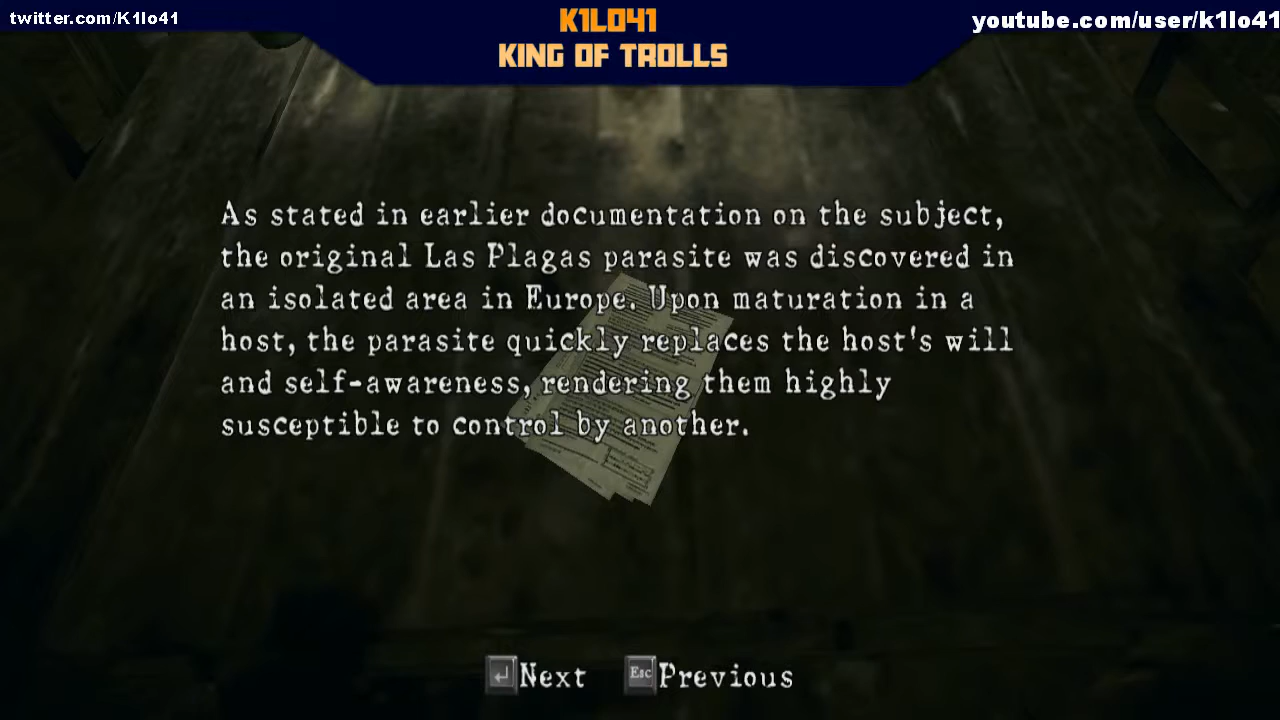 twitter.com/K1lo41
K1LO41
KING OF TROLLS
youtube.com/user/k1lo41
As stated in earlier documentation on the subject,
the original Las Plagas parasite was discovered in
an isolated area in Europe. Upon maturation in a
host, the parasite quickly replaces the host's will
and self-awareness, rendering them highly
susceptible to control by another.
Esc
Next Previous